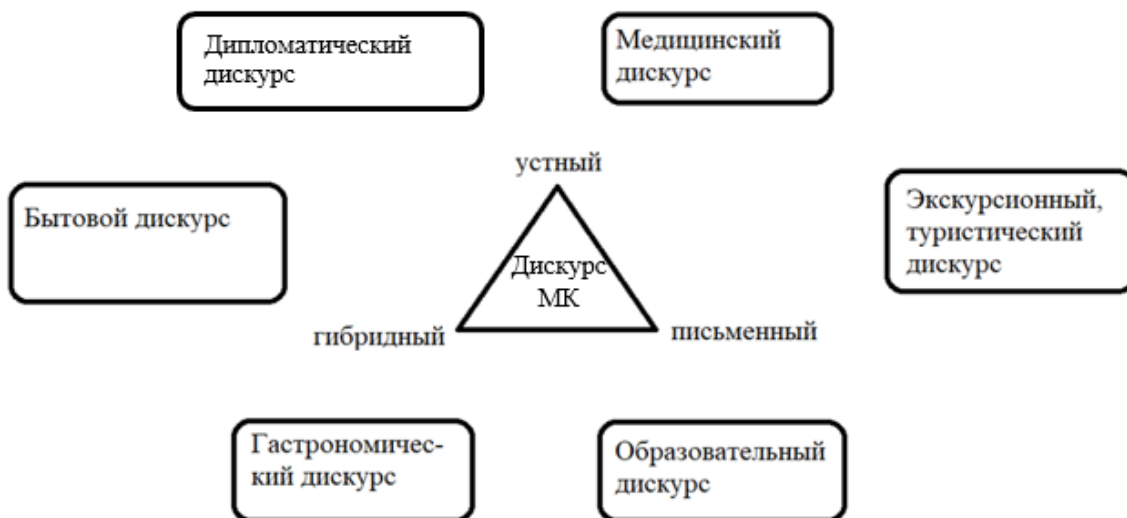 Дипломатический
дискурс
Медицинский
дискурс
устный
Бытовой дискурс
Экскурсионный,
туристический
дискурс
Дискурс
МК
гибридный
письменный
Гастрономичес-
кий дискурс
Образовательный
дискурс